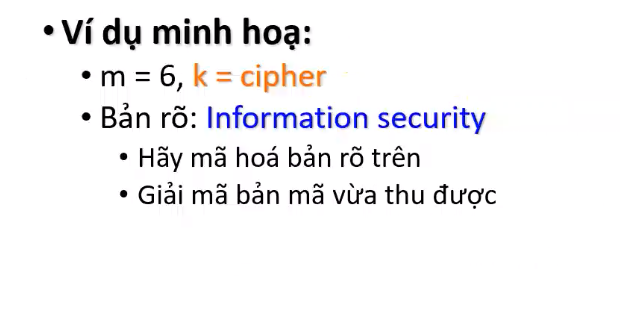 • Ví dụ minh hoạ:
• m = 6, k = cipher
• Bản rõ: Information security
• Hãy mã hoá bản rõ trên
• Giải mã bản mã vừa thu được